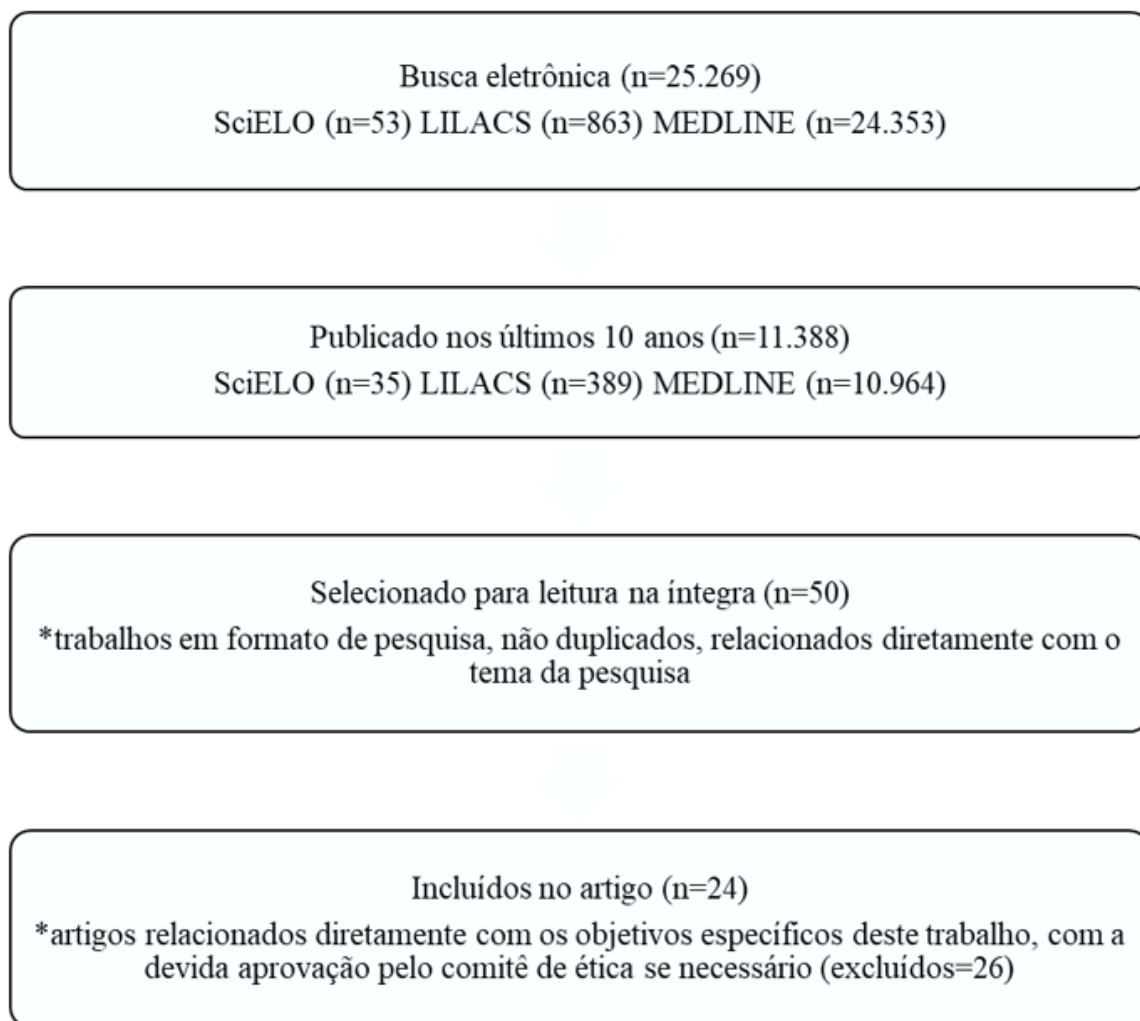 Busca eletrônica (n=25.269)
SciELO (n=53) LILACS (n=863) MEDLINE (n=24.353)
Publicado nos últimos 10 anos (n=11.388)
SciELO (n=35) LILACS (n=389) MEDLINE (n=10.964)
Selecionado para leitura na íntegra (n=50)
*trabalhos em formato de pesquisa, não duplicados, relacionados diretamente com o
tema da pesquisa
Incluídos no artigo (n=24)
*artigos relacionados diretamente com os objetivos específicos deste trabalho, com a
devida aprovação pelo comitê de ética se necessário (excluídos=26)